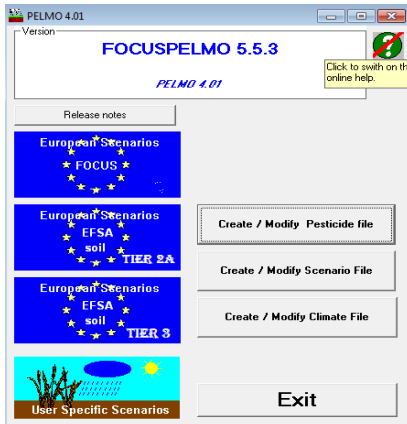 PELMO 4.01
Version
FOCUSPELMO 5.5.3
PELMO 4.01
Click to swith on th
online help.
Release notes
European Scenarios
FOCUS
European Scenarios
EFSA
soil
TIER 2A
European Scenarios
EFSA
soil
TIER 3
User Specific Scenarios
Create / Modify Pesticide file
Create / Modify Scenario File
Create / Modify Climate File
Exit